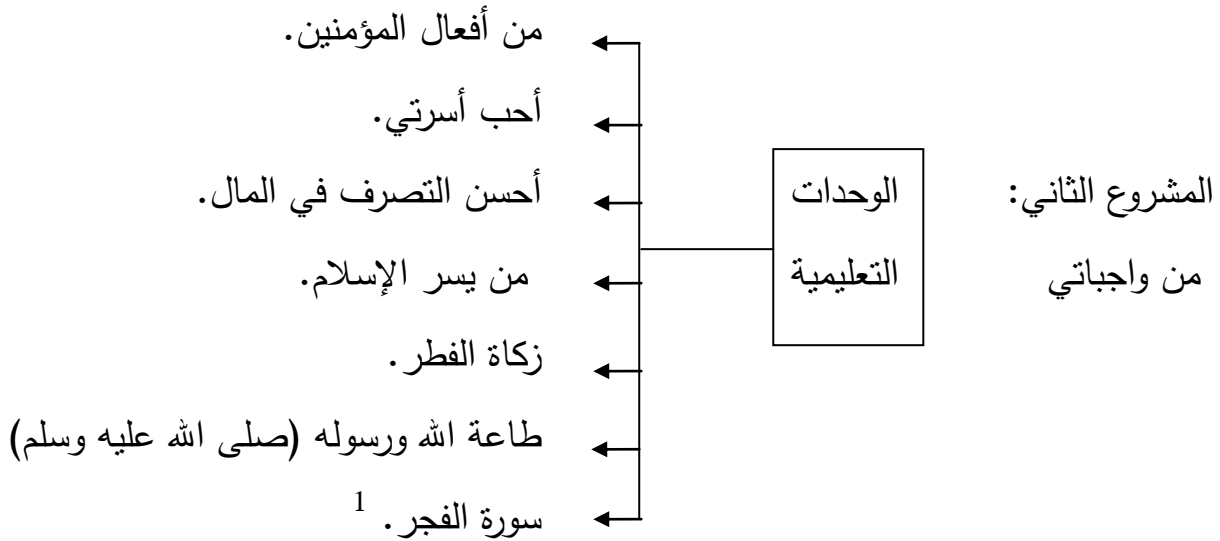 المشروع الثاني:
من واجباتي
الوحدات
التعليمية
من أفعال المؤمنين.
أحب أسرتي.
أحسن التصرف في المال.
من يسر الإسلام.
زكاة الفطر.
طاعة الله ورسوله (صلى الله عليه وسلم)
سورة الفجر. 1